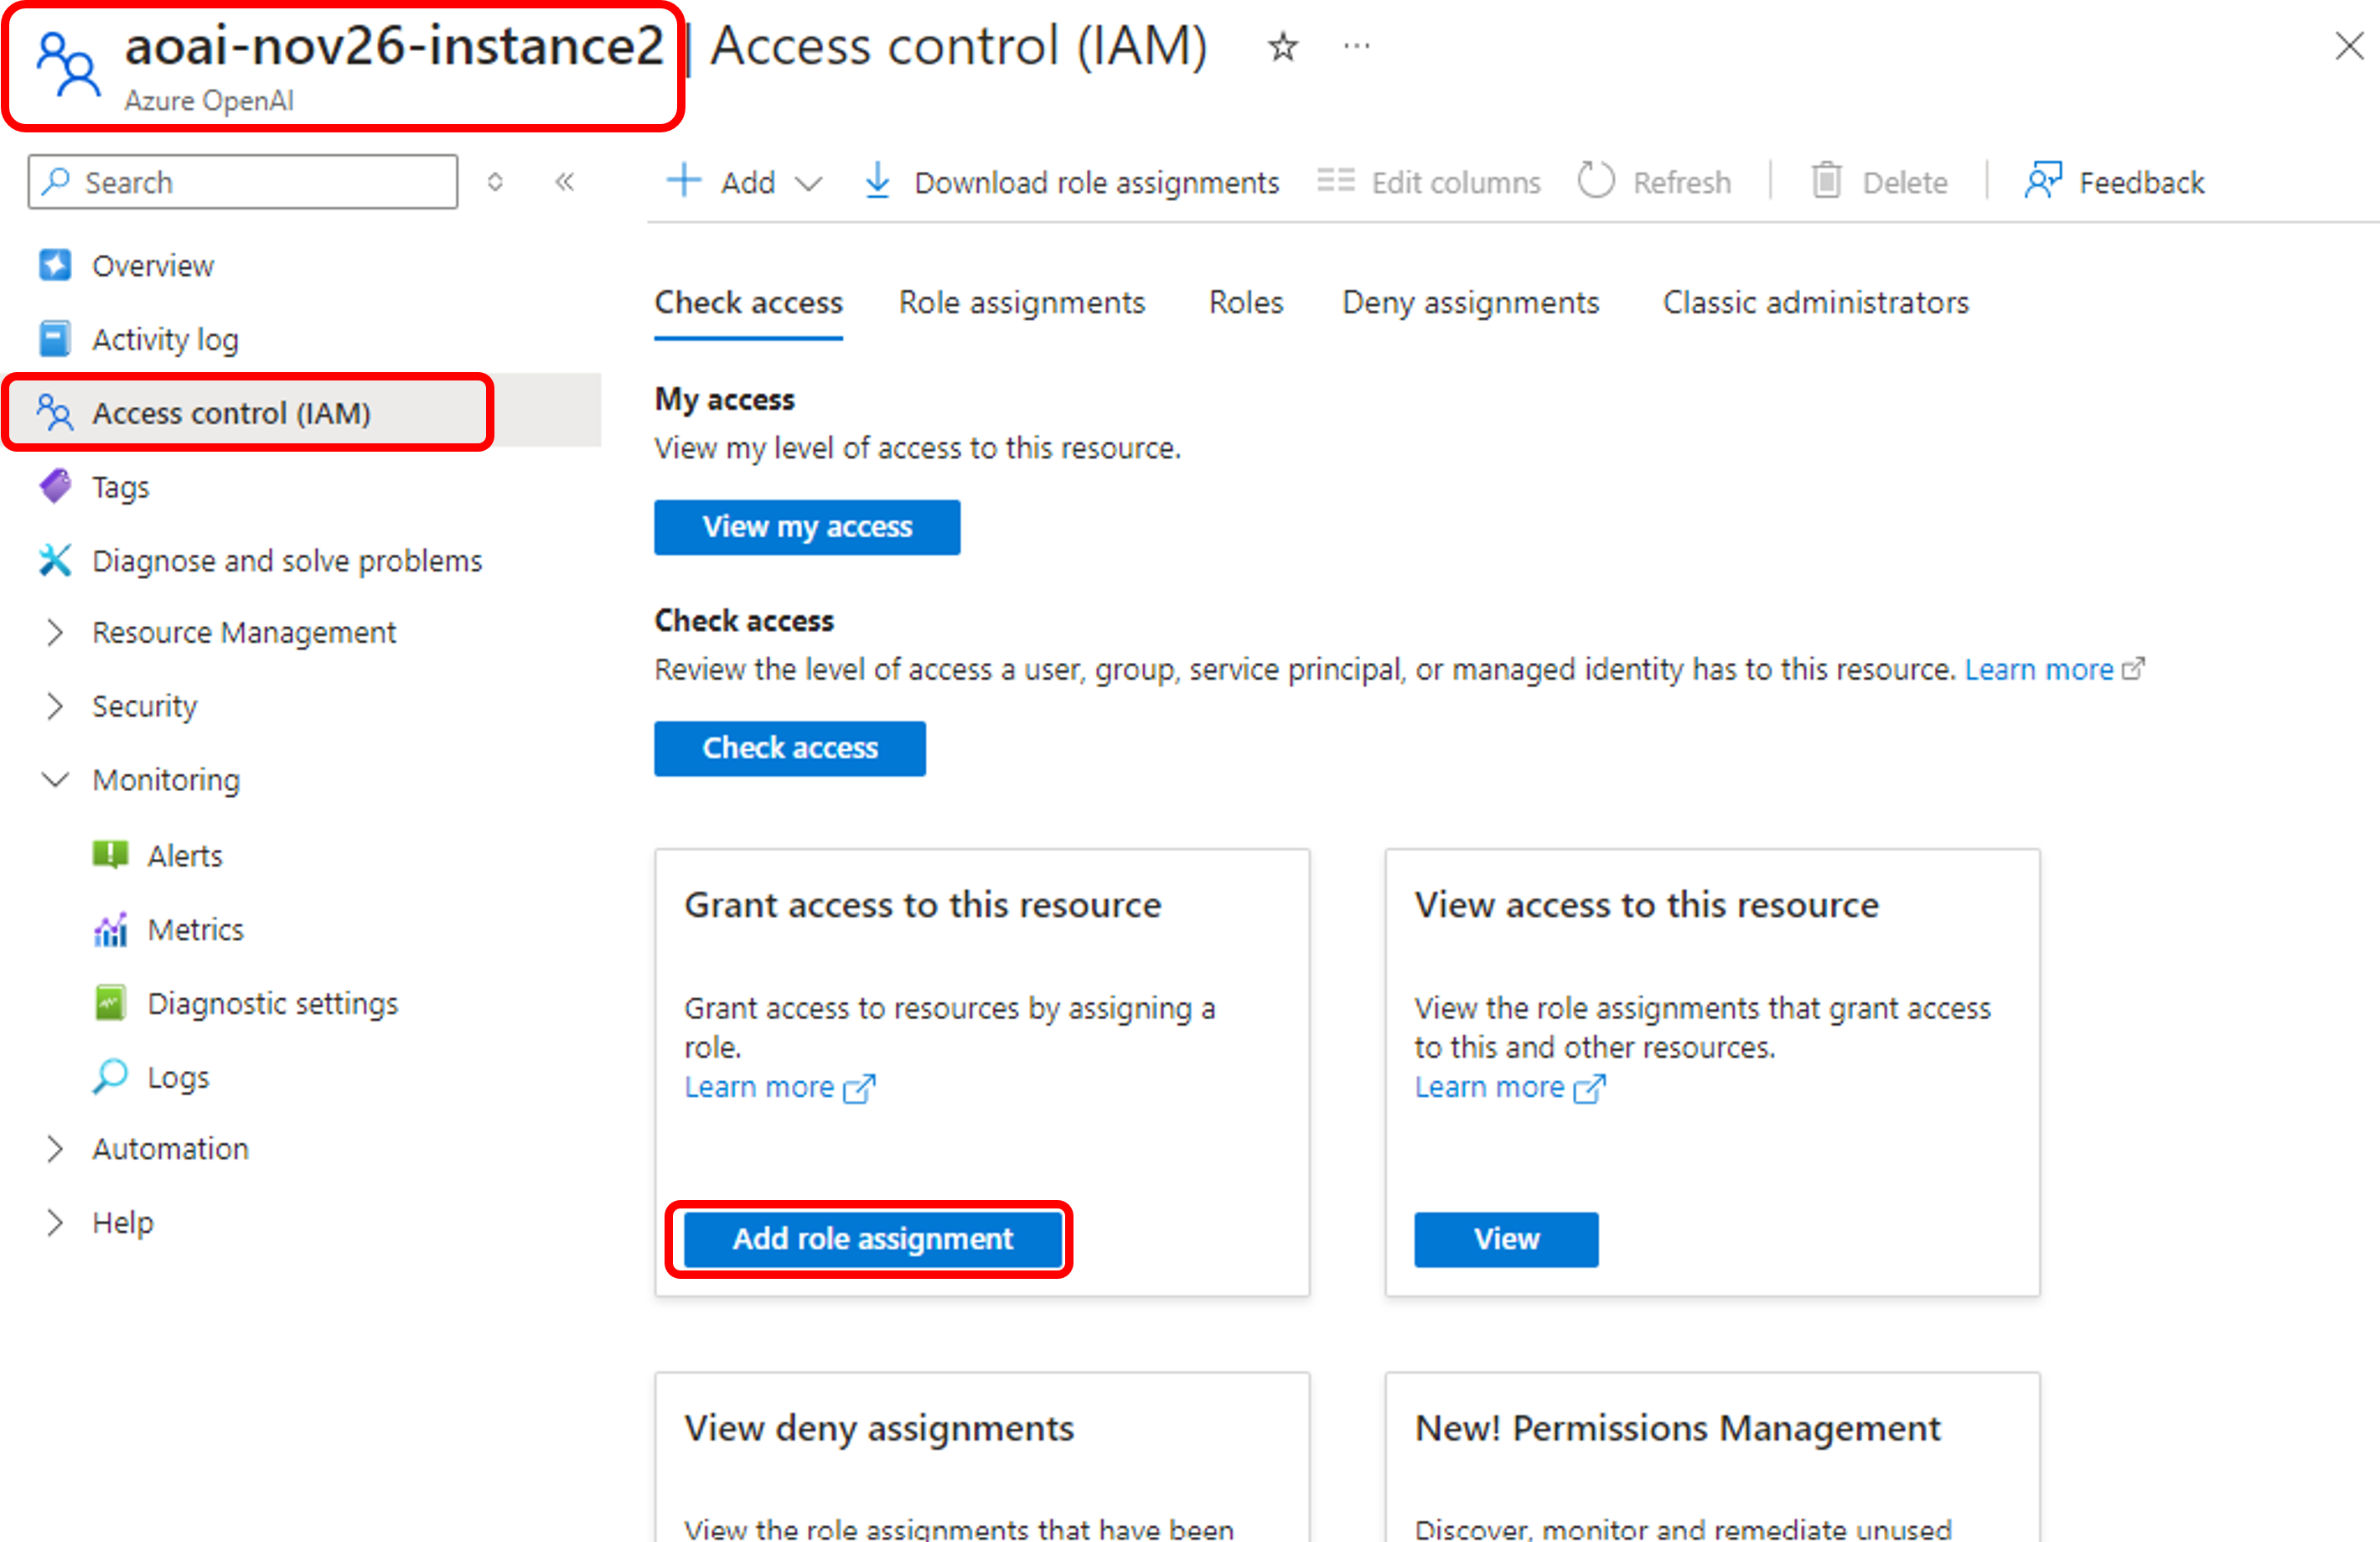 aoai-nov26-instance2 | Access control (IAM)
Azure OpenAI
Search
Add
Download role assignments
Edit columns
Refresh
Delete
Feedback
Overview
Activity log
Access control (IAM)
Tags
Diagnose and solve problems
Resource Management
Security
Monitoring
Alerts
Metrics
Diagnostic settings
Logs
Automation
Help
Check access
Role assignments
Roles
Deny assignments
Classic administrators
My access
View my level of access to this resource.
View my access
Check access
Review the level of access a user, group, service principal, or managed identity has to this resource. Learn more
Check access
Grant access to this resource
Grant access to resources by assigning a
role.
Learn more
Add role assignment
View access to this resource
View the role assignments that grant access
to this and other resources.
Learn more
View
View deny assignments
View the role assignments that have been
New! Permissions Management
Discover, monitor and remediate unused